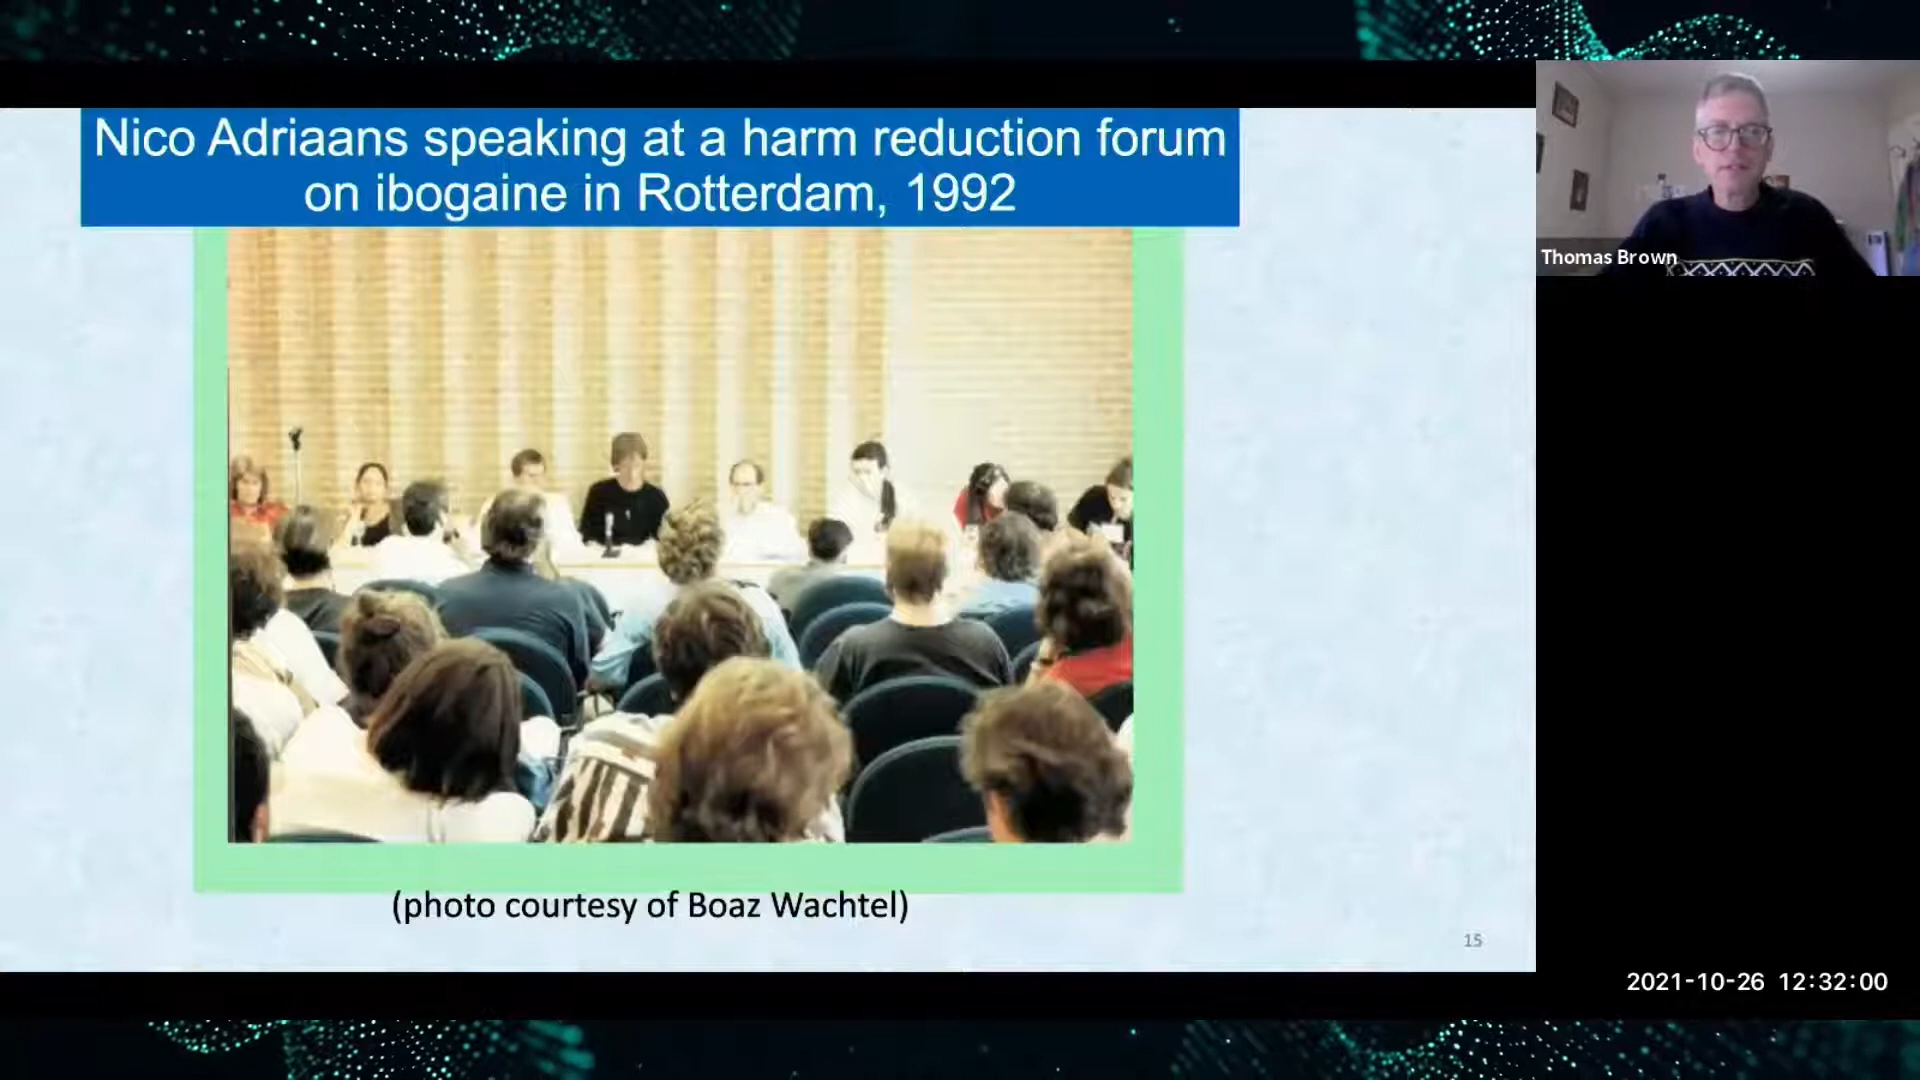 Nico Adriaans speaking at a harm reduction forum
on ibogaine in Rotterdam, 1992
Thomas Brown
(photo courtesy of Boaz Wachtel)
15
2021-10-26 12:32:00